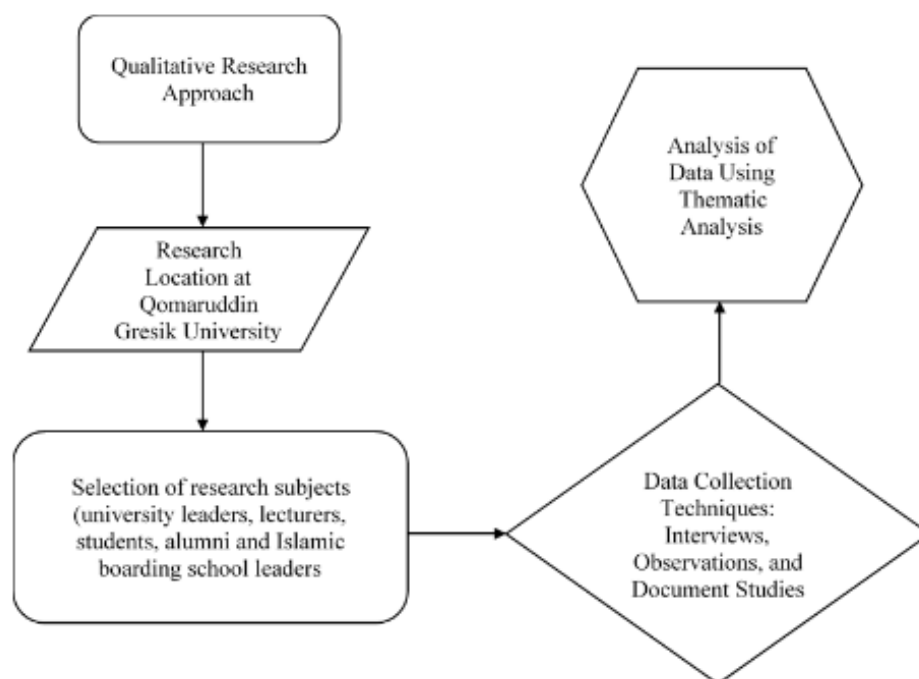 Qualitative Research
Approach
Research
Location at
Qomaruddin
Gresik University
Selection of research subjects
(university leaders, lecturers,
students, alumni and Islamic
boarding school leaders
Data Collection
Techniques:
Interviews,
Observations, and
Document Studies
Analysis of
Data Using
Thematic
Analysis